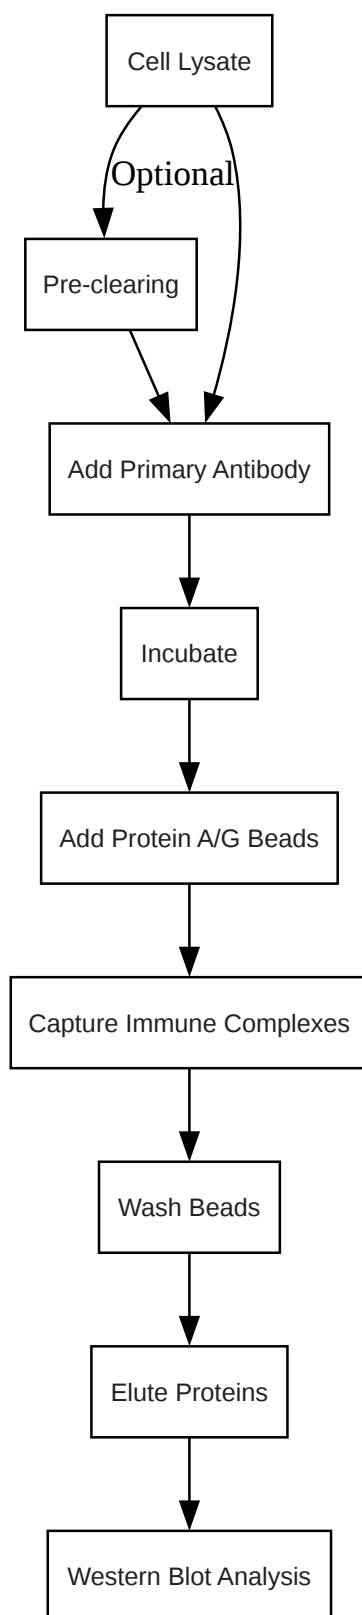 Cell Lysate
Optional
Pre-clearing
Add Primary Antibody
Incubate
Add Protein A/G Beads
Capture Immune Complexes
Wash Beads
Elute Proteins
Western Blot Analysis